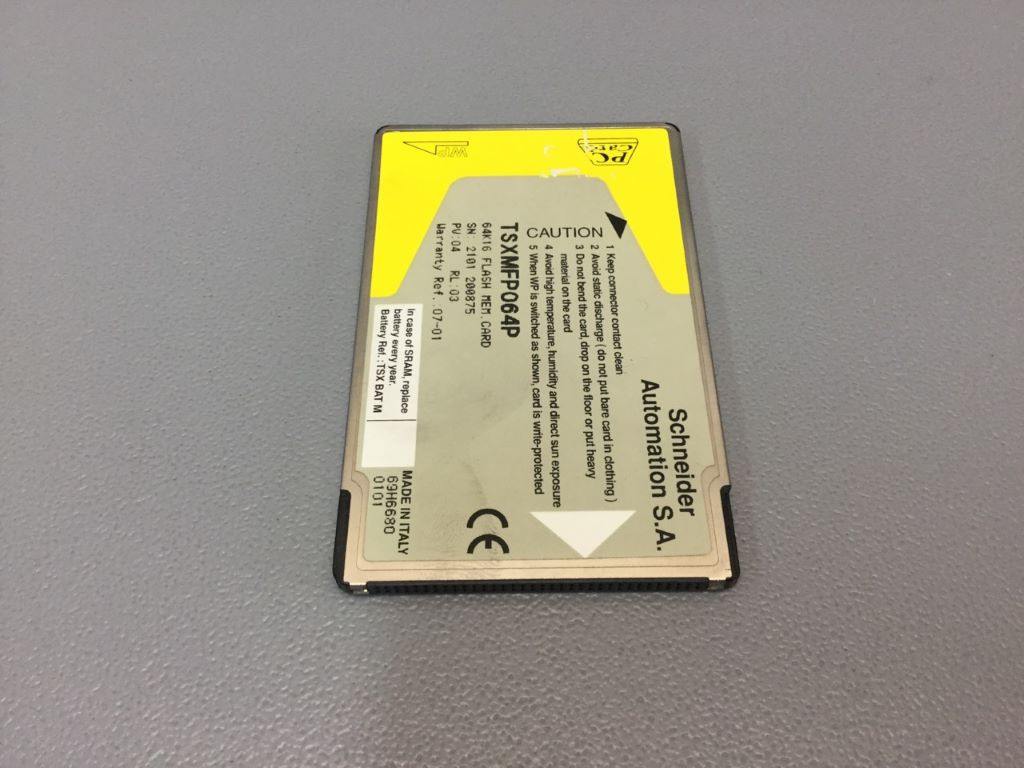 PC
Card
WP
Schneider
Automation S.A.
CAUTION
1 Keep connector contact clean
2 Avoid static discharge ( do not put bare card in clothing )
3 Do not bend the card, drop on the floor or put heavy
material on the card
4 Avoid high temperature, humidity and direct sun exposure
5 When WP is switched as shown, card is write-protected
TSXMFP064P
64K16 FLASH MEM.CARD
SN 2101 200875
PV:04 RL:03
Warranty Ref.:07-01
In case of SRAM, replace
battery every year.
Battery Ref.:TSX BAT M
CE
MADE IN ITALY
69H6680
0101